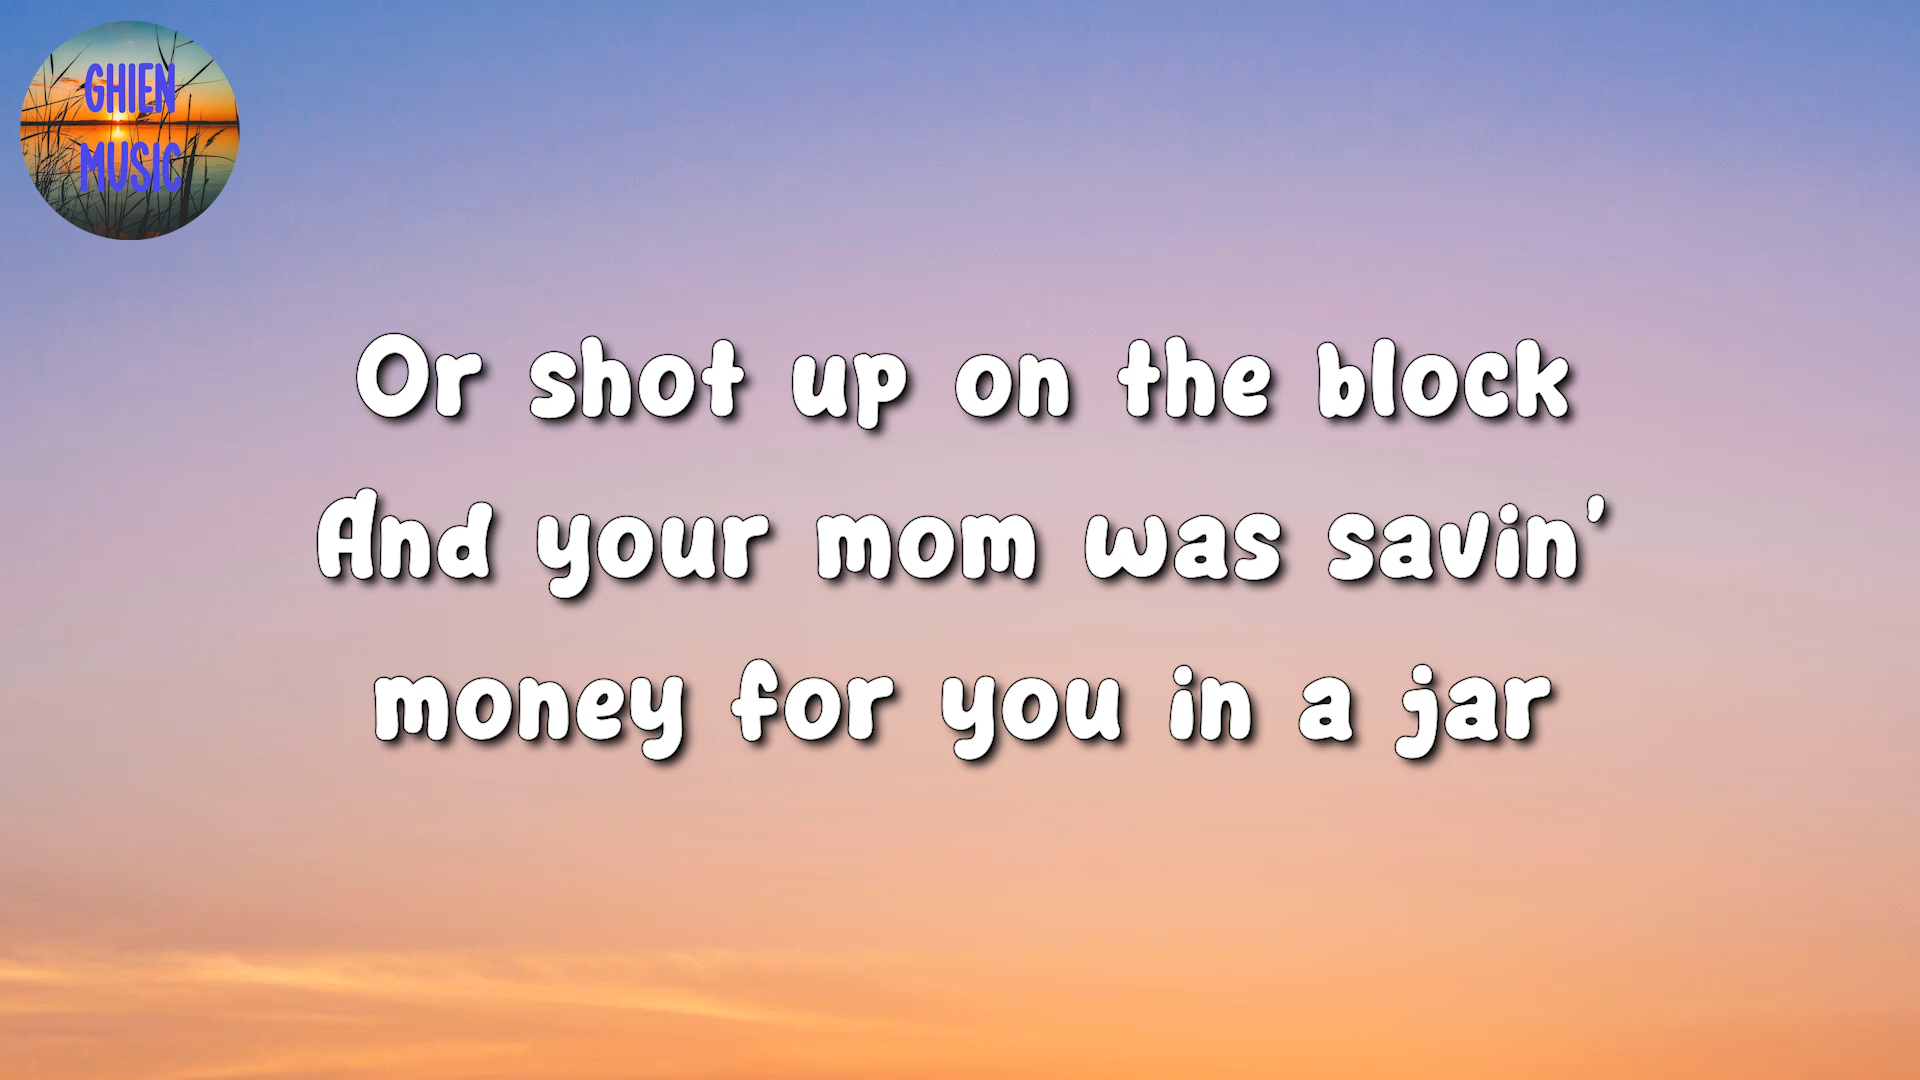 GHIEN
MUSIC
Or shot up on the block
And your mom was savin'
money for you in a jar